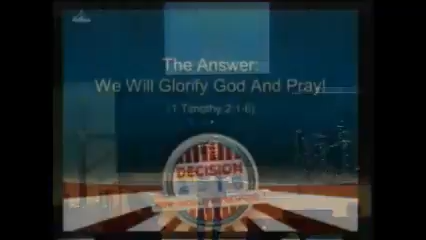 The Answer:
We Will Glorify God And Pray!
(1 Timothy 2:1-6)
DECISION